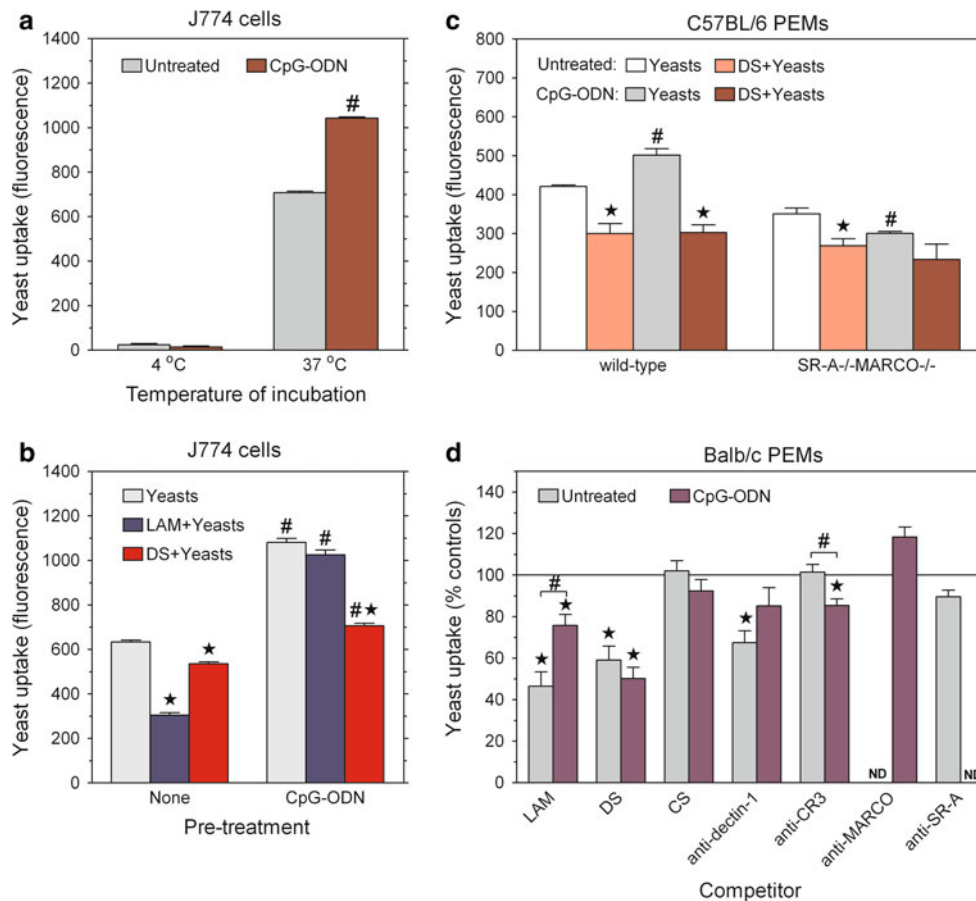 a
J774 cells
1400
1200
1000
800
600
400
200
0
Yeast uptake (fluorescence)
Untreated
CpG-ODN
#
4 °C
37 °C
Temperature of incubation
c
C57BL/6 PEMs
800
700
600
500
400
300
200
100
0
Yeast uptake (fluorescence)
Untreated: Yeasts DS+Yeasts
CpG-ODN: Yeasts DS+Yeasts
★ # ★
★ #
wild-type
SR-A-/-MARCO-/-
b
J774 cells
1400
1200
1000
800
600
400
200
0
Yeast uptake (fluorescence)
Yeasts
LAM+Yeasts
DS+Yeasts
★ ★
# # #★
None
CpG-ODN
Pre-treatment
d
Balb/c PEMs
140
120
100
80
60
40
20
0
Yeast uptake (% controls)
Untreated
CpG-ODN
#
★ ★
★ ★
★
#
★
ND
ND
LAM
DS
CS
anti-dectin-1
anti-CR3
anti-MARCO
anti-SR-A
Competitor